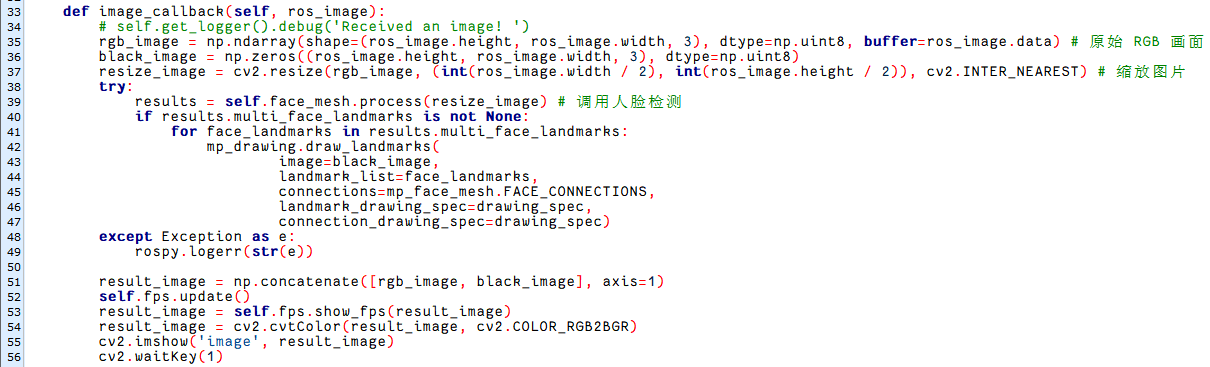 33 def image_callback(self, ros_image):
34 # self.get_logger().debug('Received an image! ')
35 rgb_image = np.ndarray(shape=(ros_image.height, ros_image.width, 3), dtype=np.uint8, buffer=ros_image.data) # 原始 RGB 画面
36 black_image = np.zeros((ros_image.height, ros_image.width, 3), dtype=np.uint8)
37 resize_image = cv2.resize(rgb_image, (int(ros_image.width / 2), int(ros_image.height / 2)), cv2.INTER_NEAREST) # 缩放图片
38 try:
39 results = self.face_mesh.process(resize_image) # 调用人脸检测
40 if results.multi_face_landmarks is not None:
41 for face_landmarks in results.multi_face_landmarks:
42 mp_drawing.draw_landmarks(
43 image=black_image,
44 landmark_list=face_landmarks,
45 connections=mp_face_mesh.FACE_CONNECTIONS,
46 landmark_drawing_spec=drawing_spec,
47 connection_drawing_spec=drawing_spec)
48 except Exception as e:
49 rospy.logerr(str(e))
50
51 result_image = np.concatenate([rgb_image, black_image], axis=1)
52 self.fps.update()
53 result_image = self.fps.show_fps(result_image)
54 result_image = cv2.cvtColor(result_image, cv2.COLOR_RGB2BGR)
55 cv2.imshow('image', result_image)
56 cv2.waitKey(1)